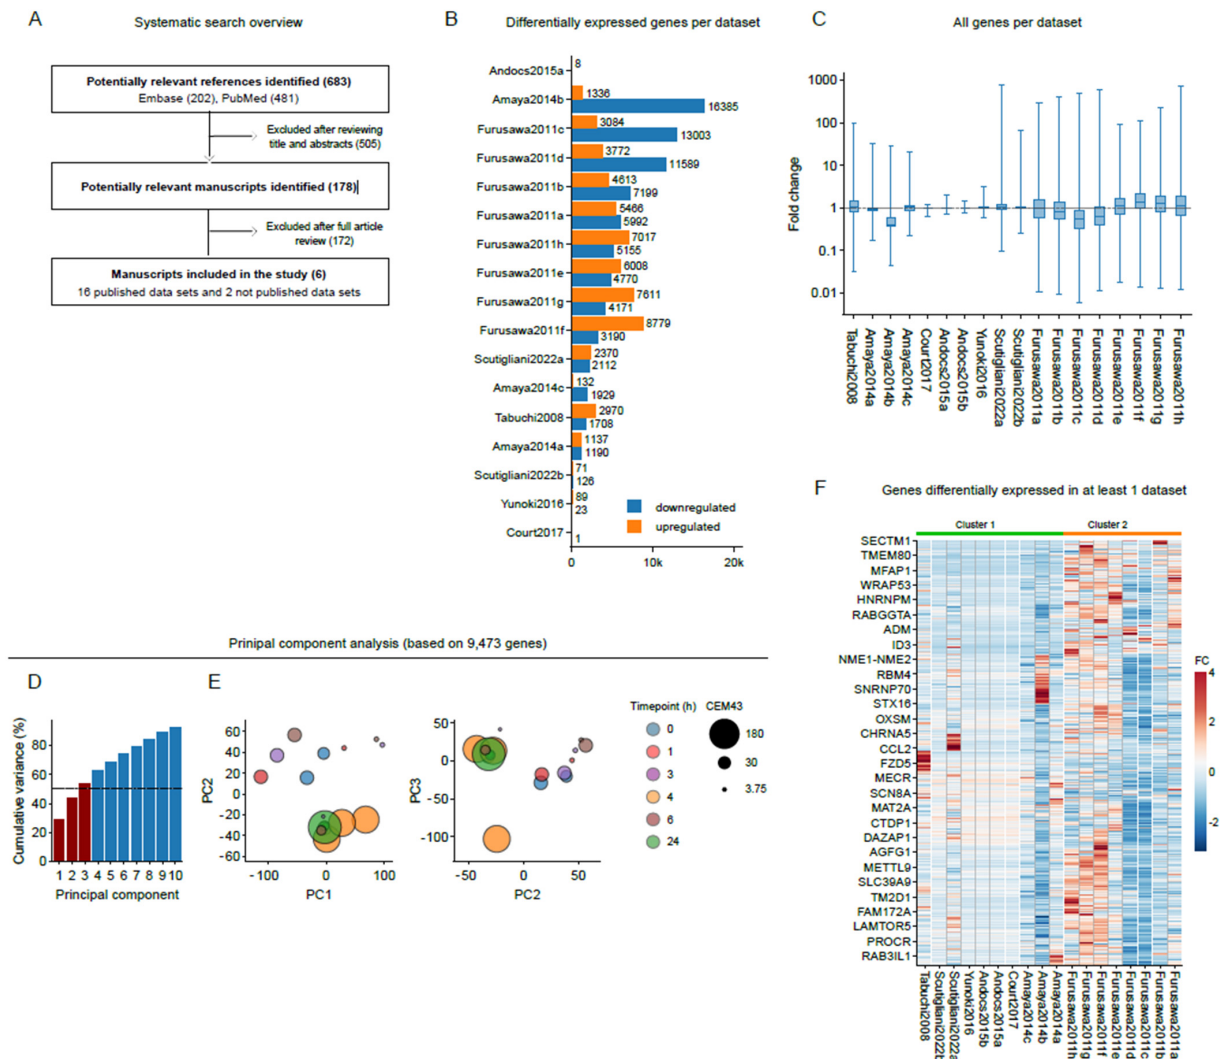 A
Systematic search overview
Potentially relevant references identified (683)
Embase (202), PubMed (481)
Excluded after reviewing
title and abstracts (505)
Potentially relevant manuscripts identified (178)
Excluded after full article
review (172)
Manuscripts included in the study (6)
16 published data sets and 2 not published data sets
B
Differentially expressed genes per dataset
Andocs2015a
8
Amaya2014b
1336
16385
Furusawa2011c
3084
13003
Furusawa2011d
3772
11589
Furusawa2011b
4613
7199
Furusawa2011a
5466
5992
Furusawa2011h
7017
5155
Furusawa2011e
6008
4770
Furusawa2011g
7611
4171
Furusawa2011f
8779
3190
Scutigliani2022a
2370
2112
Amaya2014c
132
1929
Tabuchi2008
2970
1708
Amaya2014a
1137
1190
Scutigliani2022b
71
126
Yunoki2016
89
23
Court2017
1
downregulated
upregulated
0 10k 20k
C
All genes per dataset
Fold change
1000
100
10
1
0.1
0.01
Tabuchi2008
Amaya2014a
Amaya2014b
Amaya2014c
Court2017
Andocs2015a
Andocs2015b
Yunoki2016
Scutigliani2022a
Scutigliani2022b
Furusawa2011a
Furusawa2011b
Furusawa2011c
Furusawa2011d
Furusawa2011e
Furusawa2011f
Furusawa2011g
Furusawa2011h
Prinipal component analysis (based on 9,473 genes)
D
Cumulative variance (%)
80
60
40
20
0
1 2 3 4 5 6 7 8 9 10
Principal component
E
PC2
60
40
20
0
-20
-40
-60
-100 0 100
PC1
PC3
50
0
-50
-100
-50 0 50
PC2
Timepoint (h)
0
1
3
4
6
24
CEM43
180
30
3.75
F
Genes differentially expressed in at least 1 dataset
Cluster 1
Cluster 2
SECTM1
TMEM80
MFAP1
WRAP53
HNRNPM
RABGGTA
ADM
ID3
NME1-NME2
RBM4
SNRNP70
STX16
OXSM
CHRNA5
CCL2
FZD5
MECR
SCN8A
MAT2A
CTDP1
DAZAP1
AGFG1
METTL9
SLC39A9
TM2D1
FAM172A
LAMTOR5
PROCR
RAB3IL1
FC
4
2
0
-2
Tabuchi2008
Scutigliani2022b
Scutigliani2022a
Yunoki2016
Andocs2015b
Andocs2015a
Court2017
Amaya2014c
Amaya2014b
Amaya2014a
Furusawa2011h
Furusawa2011g
Furusawa2011f
Furusawa2011e
Furusawa2011d
Furusawa2011c
Furusawa2011b
Furusawa2011a